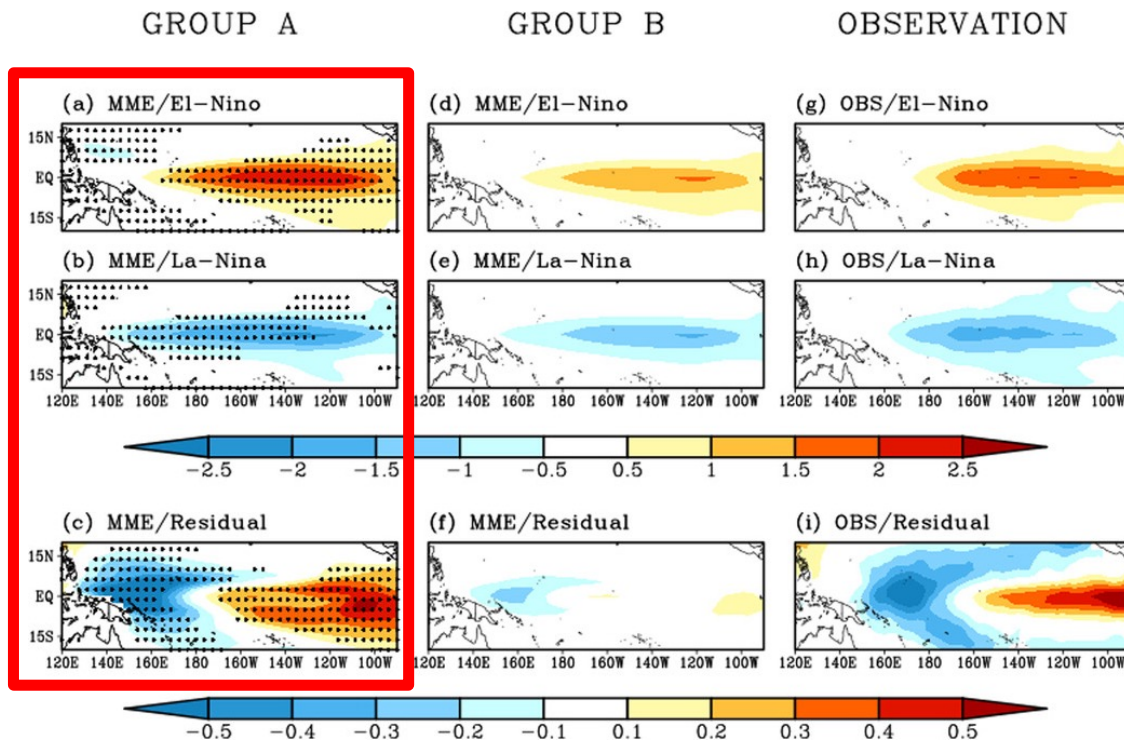 GROUP A GROUP B OBSERVATION
(a) MME/El-Nino (d) MME/El-Nino (g) OBS/El-Nino
15N
EQ
15S
(b) MME/La-Nina (e) MME/La-Nina (h) OBS/La-Nina
15N
EQ
15S
120E 140E 160E 180 160W 140W 120W 100W 120E 140E 160E 180 160W 140W 120W 100W 120E 140E 160E 180 160W 140W 120W 100W
-2.5 -2 -1.5 -1 -0.5 0.5 1 1.5 2 2.5
(c) MME/Residual (f) MME/Residual (i) OBS/Residual
15N
EQ
15S
120E 140E 160E 180 160W 140W 120W 100W 120E 140E 160E 180 160W 140W 120W 100W 120E 140E 160E 180 160W 140W 120W 100W
-0.5 -0.4 -0.3 -0.2 -0.1 0.1 0.2 0.3 0.4 0.5